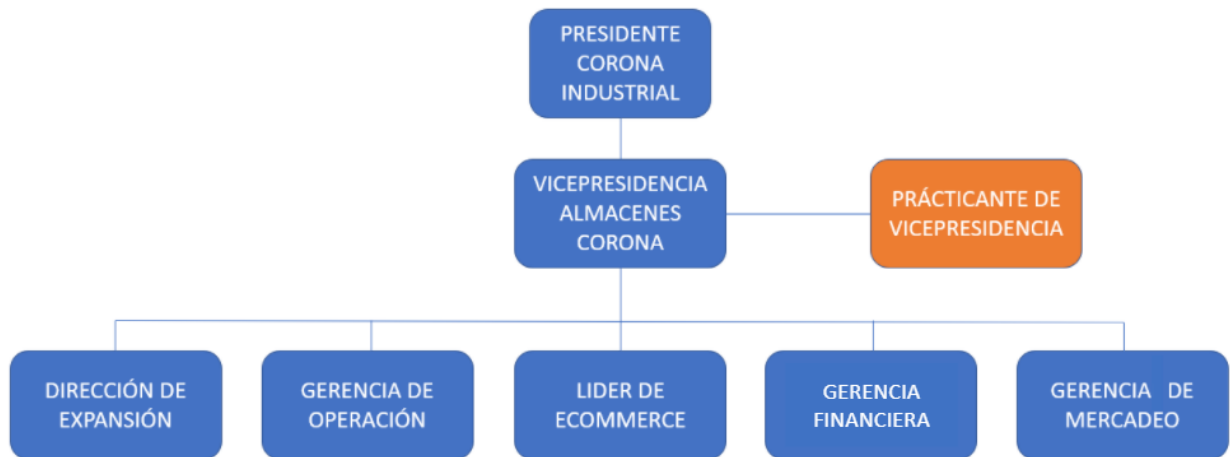 PRESIDENTE
CORONA
INDUSTRIAL
VICEPRESIDENCIA
ALMACENES
CORONA
PRÁCTICANTE DE
VICEPRESIDENCIA
DIRECCIÓN DE
EXPANSIÓN
GERENCIA DE
OPERACIÓN
LIDER DE
ECOMMERCE
GERENCIA
FINANCIERA
GERENCIA DE
MERCADEO